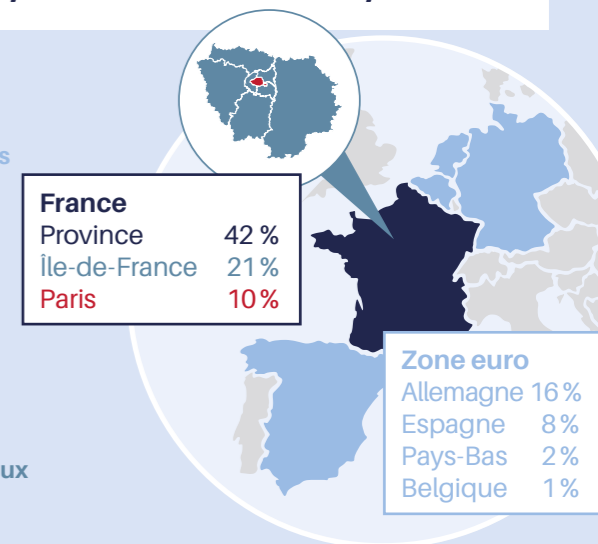 France
Province 42 %
Île-de-France 21 %
Paris 10 %
Zone euro
Allemagne 16 %
Espagne 8 %
Pays-Bas 2 %
Belgique 1 %